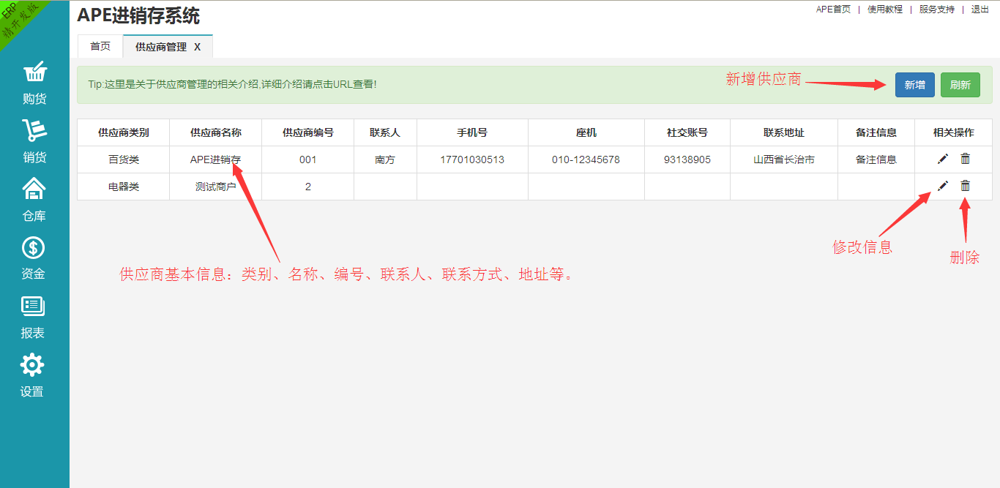 ERP
精开发版
APE进销存系统
APE首页 | 使用教程 | 服务支持 | 退出
首页 供应商管理 X
Tip:这里是关于供应商管理的相关介绍,详细介绍请点击URL查看!
新增供应商
新增 刷新
供应商类别 供应商名称 供应商编号 联系人 手机号 座机 社交账号 联系地址 备注信息 相关操作
百货类 APE进销存 001 南方 17701030513 010-12345678 93138905 山西省长治市 备注信息
电器类 测试商户 2
修改信息
删除
供应商基本信息：类别、名称、编号、联系人、联系方式、地址等。
购货
销货
仓库
资金
报表
设置